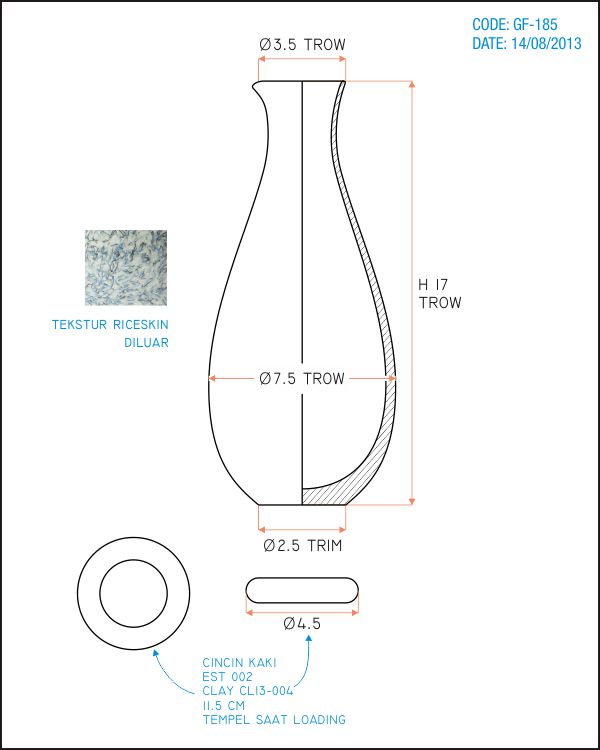 CODE: GF-185
DATE: 14/08/2013
Ø3.5 TROW
H 17
TROW
TEKSTUR RICESKIN
DILUAR
Ø7.5 TROW
Ø2.5 TRIM
Ø4.5
CINCIN KAKI
EST 002
CLAY CL13-004
11.5 CM
TEMPEL SAAT LOADING